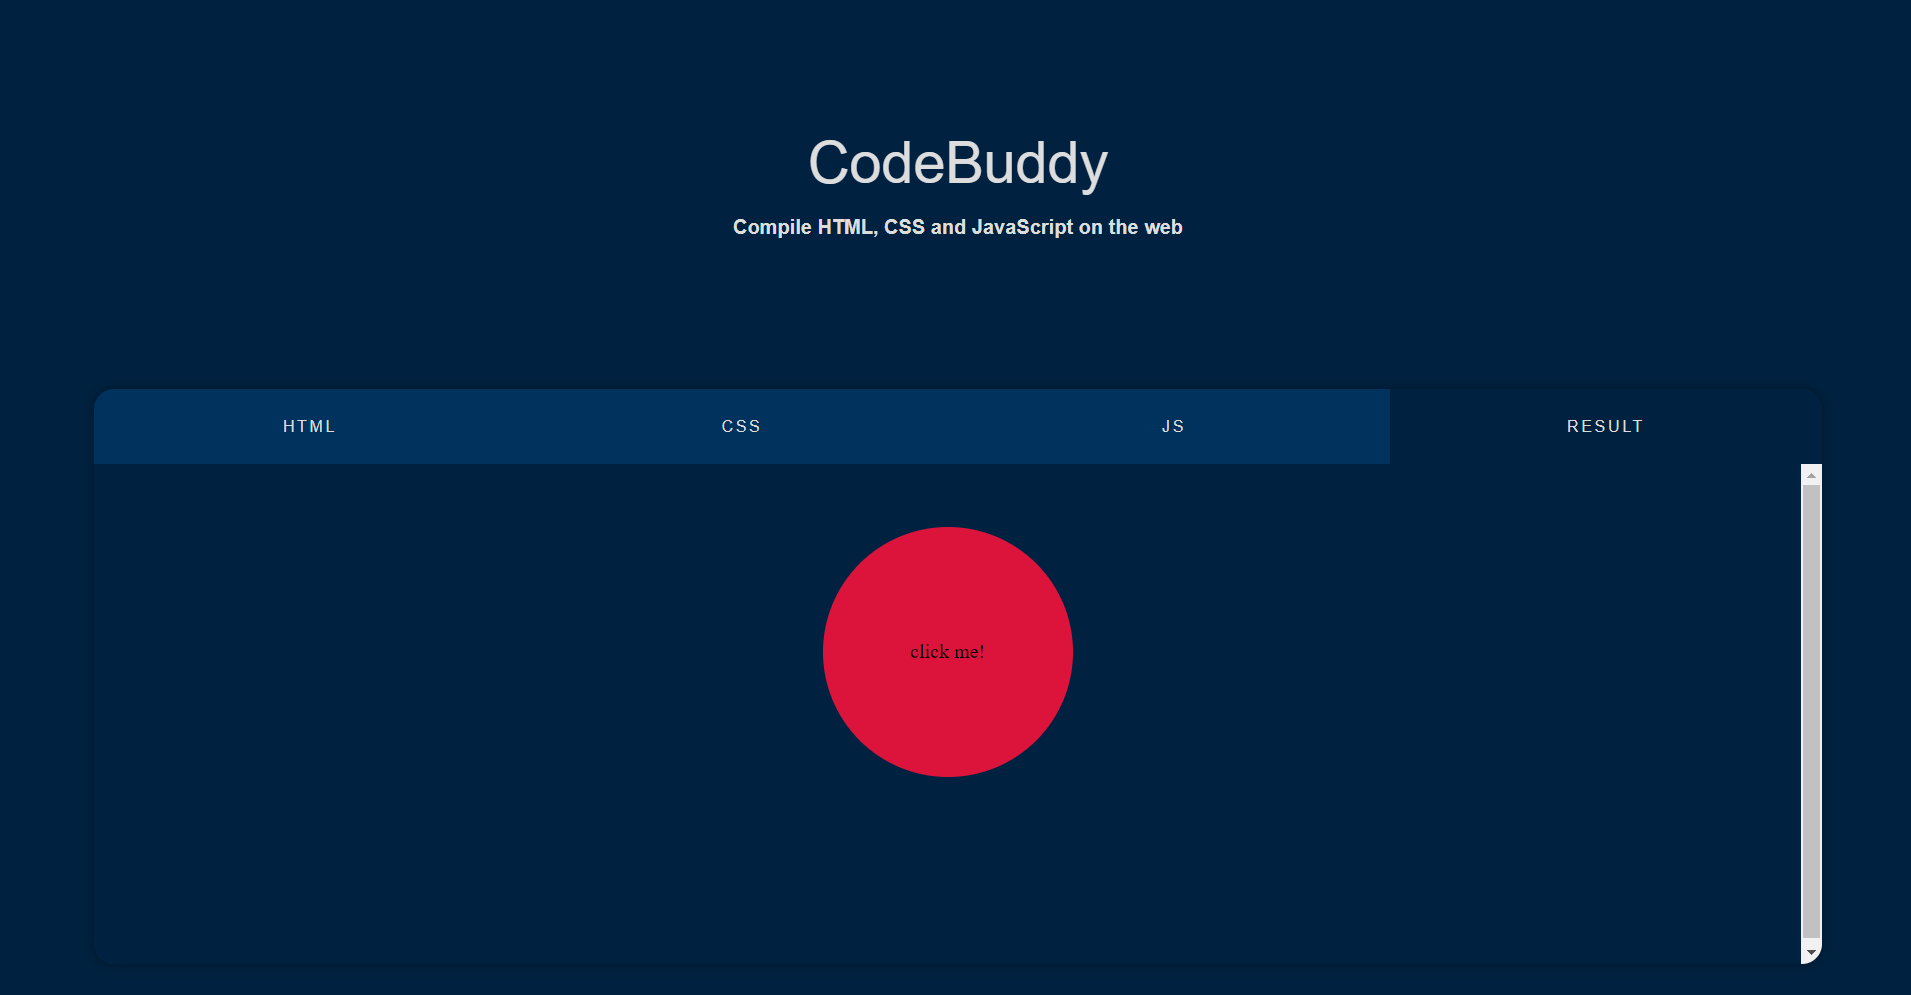 CodeBuddy
Compile HTML, CSS and JavaScript on the web
HTML CSS JS RESULT
click me!